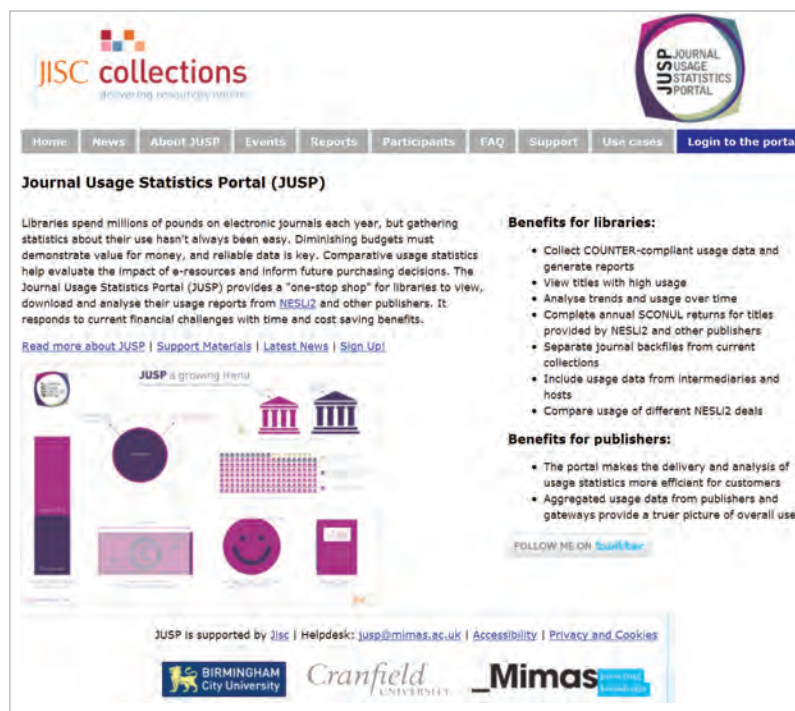 JISC collections
delivering resourcity online
JUSP JOURNAL
USAGE
STATISTICS
PORTAL
Home News About JUSP Events Reports Participants FAQ Support Use cases Login to the porta
Journal Usage Statistics Portal (JUSP)
Libraries spend millions of pounds on electronic journals each year, but gathering
statistics about their use hasn't always been easy. Diminishing budgets must
demonstrate value for money, and reliable data is key. Comparative usage statistics
help evaluate the impact of e-resources and inform future purchasing decisions. The
Journal Usage Statistics Portal (JUSP) provides a "one-stop shop" for libraries to view,
download and analyse their usage reports from NESLi2 and other publishers. It
responds to current financial challenges with time and cost saving benefits.
Read more about JUSP | Support Materials | Latest News | Sign Up!
JUSP a growing trend
Benefits for libraries:
• Collect COUNTER-compliant usage data and
generate reports
• View titles with high usage
• Analyse trends and usage over time
• Complete annual SCONUL returns for titles
provided by NESLi2 and other publishers
• Separate journal backfiles from current
collections
• Include usage data from intermediaries and
hosts
• Compare usage of different NESLi2 deals
Benefits for publishers:
• The portal makes the delivery and analysis of
usage statistics more efficient for customers
• Aggregated usage data from publishers and
gateways provide a truer picture of overall use
FOLLOW ME ON twitter
JUSP is supported by Jisc | Helpdesk: jusp@mimas.ac.uk | Accessibility | Privacy and Cookies
BIRMINGHAM
City University
Cranfield
UNIVERSITY
_Mimas